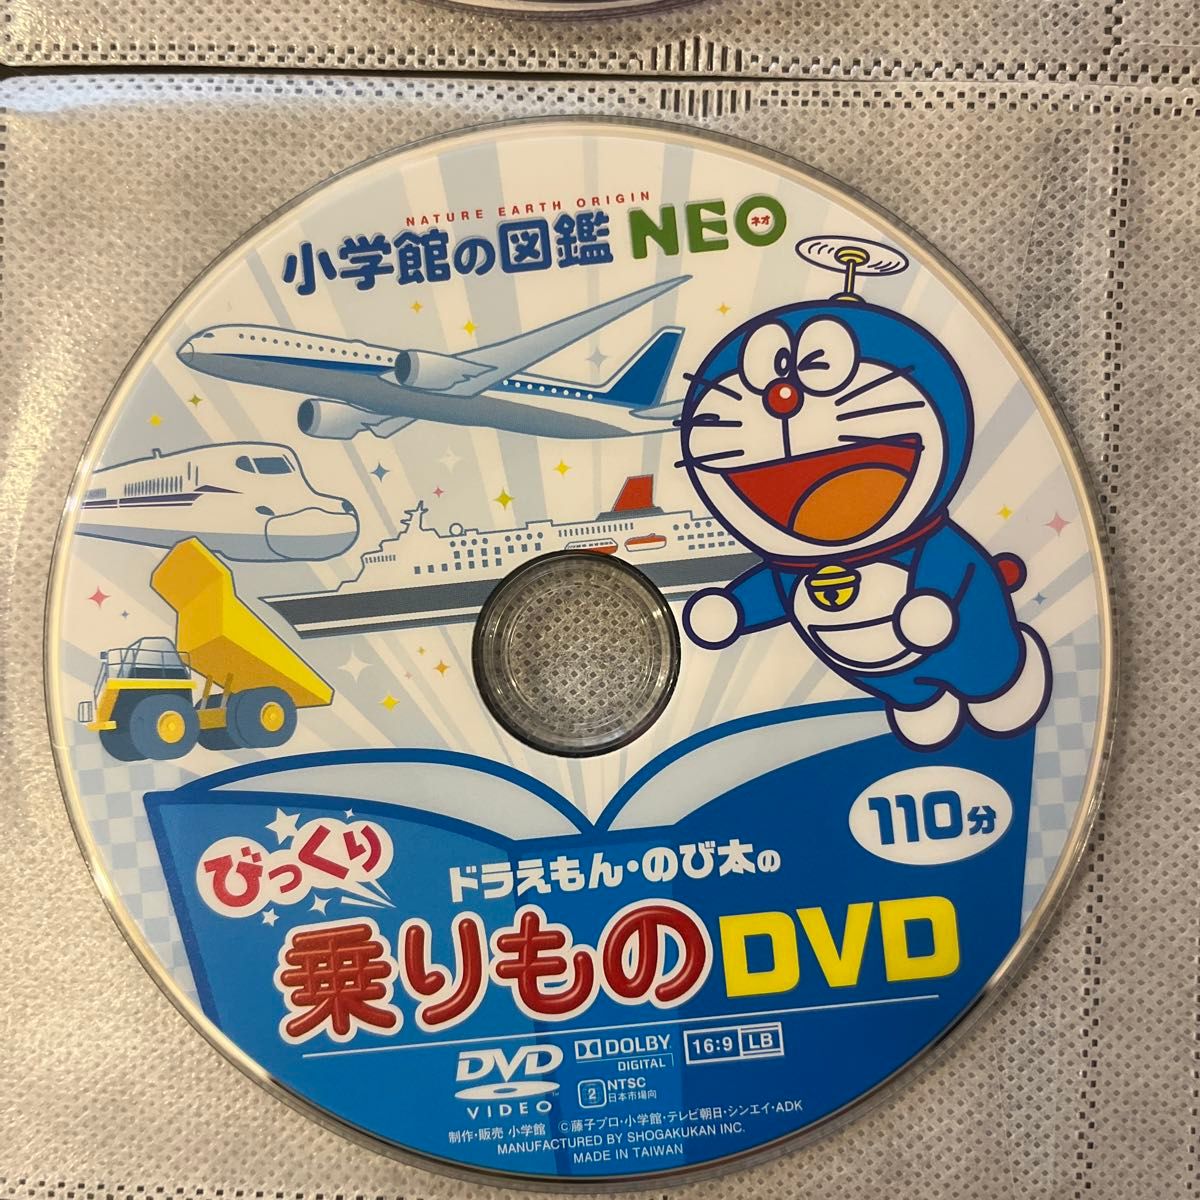 NATURE EARTH ORIGIN
小学館の図鑑 NEO
ネオ
110分
びっくり
ドラえもん・のび太の
乗りものDVD
DVD
VIDEO
DOLBY
DIGITAL
16:9 LB
2
NTSC
日本市場向
制作・販売 小学館 ©藤子プロ・小学館・テレビ朝日・シンエイ・ADK
MANUFACTURED BY SHOGAKUKAN INC.
MADE IN TAIWAN